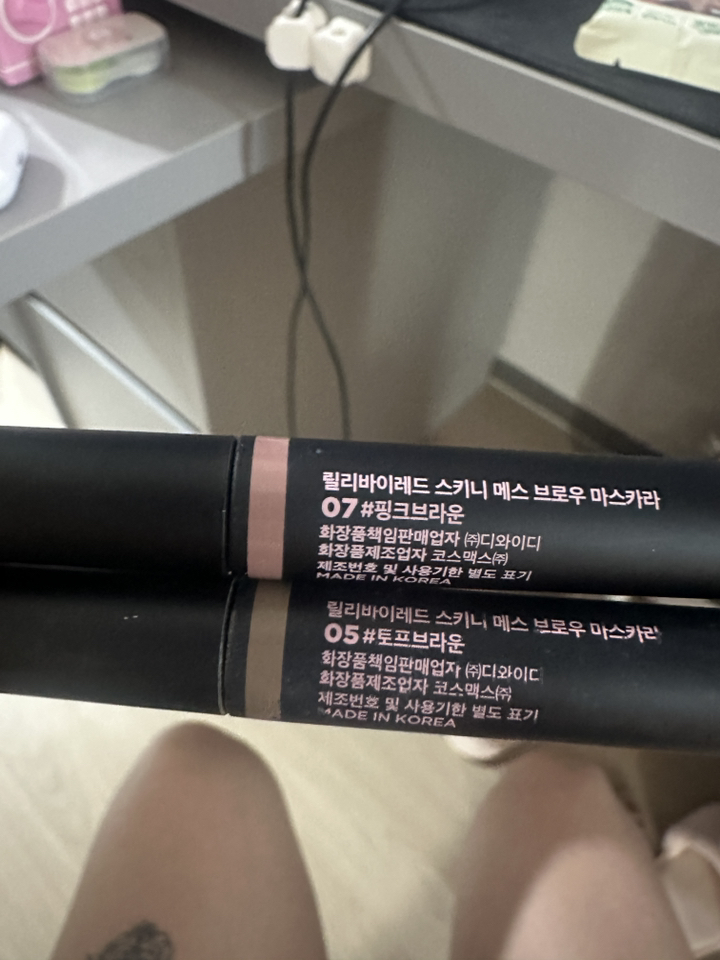 릴리바이레드 스키니 메스 브로우 마스카라
07 #핑크브라운
화장품책임판매업자 ㈜디와이디
화장품제조업자 코스맥스㈜
제조번호 및 사용기한 별도 표기
MADE IN KOREA
릴리바이레드 스키니 메스 브로우 마스카라
05 #토프브라운
화장품책임판매업자 ㈜디와이디
화장품제조업자 코스맥스㈜
제조번호 및 사용기한 별도 표기
MADE IN KOREA